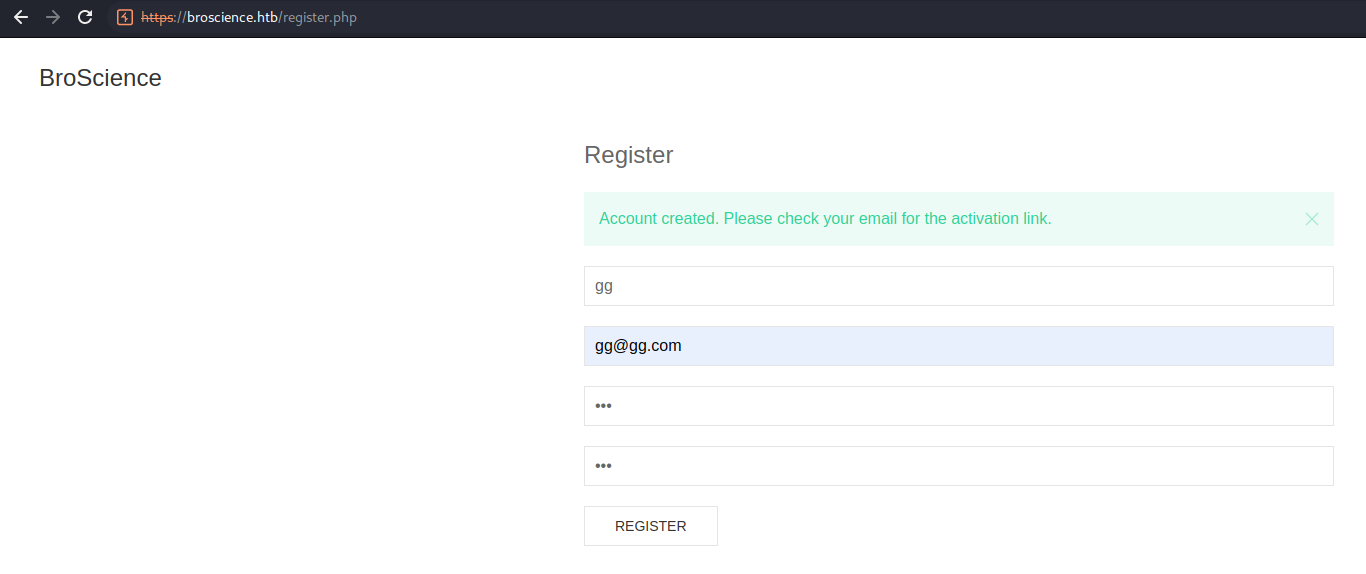 https://broscience.htb/register.php
BroScience
Register
Account created. Please check your email for the activation link.
gg
gg@gg.com
•••
•••
REGISTER